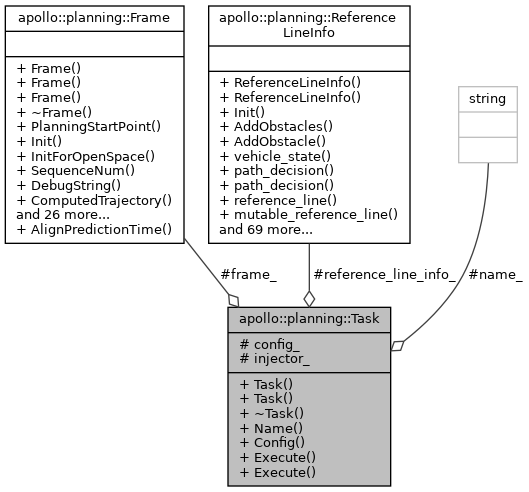 apollo::planning::Frame
+ Frame()
+ Frame()
+ Frame()
+ ~Frame()
+ PlanningStartPoint()
+ Init()
+ InitForOpenSpace()
+ SequenceNum()
+ DebugString()
+ ComputedTrajectory()
and 26 more...
+ AlignPredictionTime()
apollo::planning::Reference
LineInfo
+ ReferenceLineInfo()
+ ReferenceLineInfo()
+ Init()
+ AddObstacles()
+ AddObstacle()
+ vehicle_state()
+ path_decision()
+ path_decision()
+ reference_line()
+ mutable_reference_line()
and 69 more...
string
#frame_
#reference_line_info_
#name_
apollo::planning::Task
# config_
# injector_
+ Task()
+ Task()
+ ~Task()
+ Name()
+ Config()
+ Execute()
+ Execute()